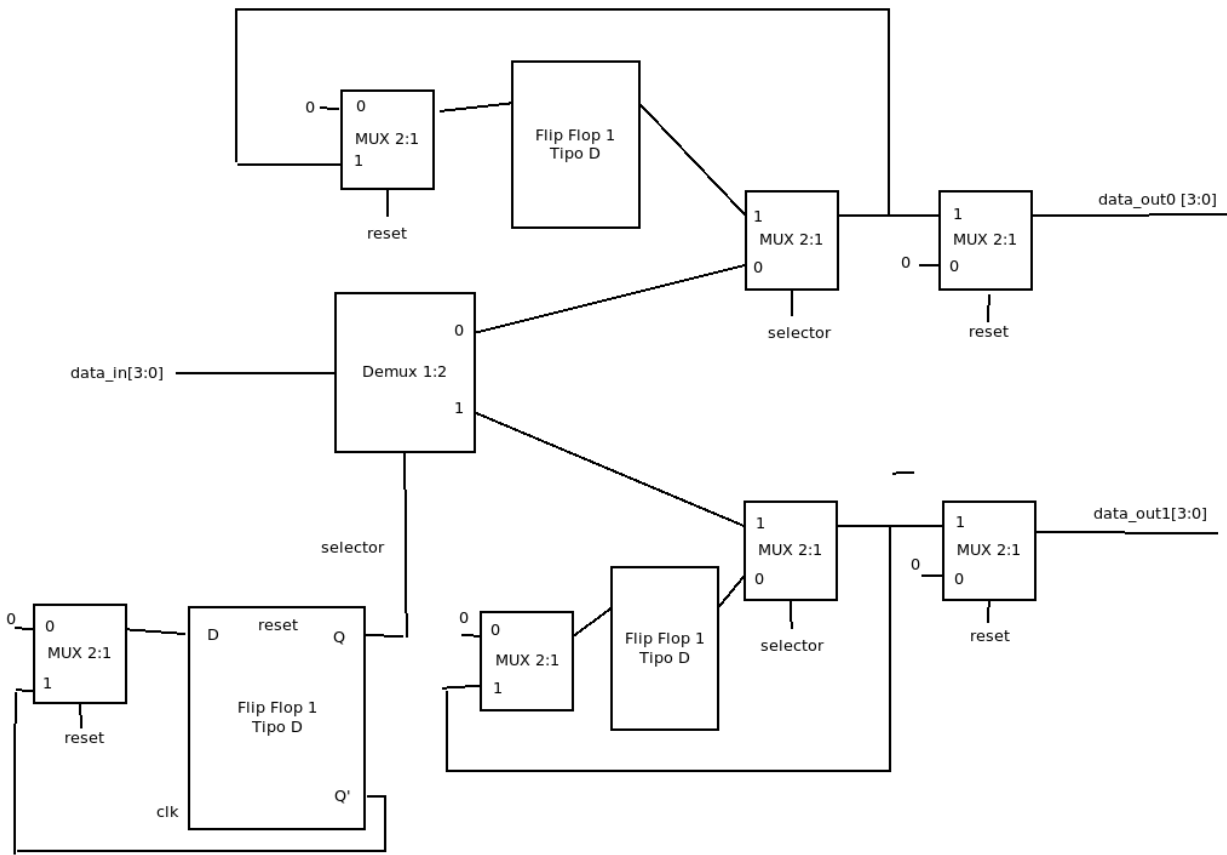 0
0
MUX 2:1
1
reset
Flip Flop 1
Tipo D
1
MUX 2:1
0
selector
1
MUX 2:1
0
0
reset
data_out0 [3:0]
data_in[3:0]
Demux 1:2
0
1
selector
0
0
MUX 2:1
1
reset
D
reset
Q
Flip Flop 1
Tipo D
Q'
clk
0
0
MUX 2:1
1
Flip Flop 1
Tipo D
1
MUX 2:1
0
selector
1
MUX 2:1
0
0
reset
data_out1[3:0]